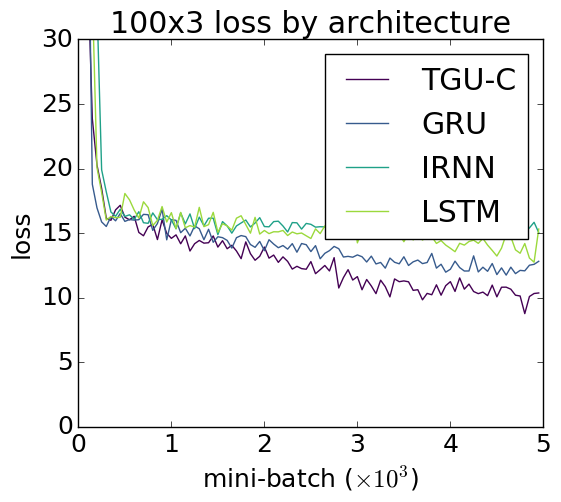 100x3 loss by architecture
30
25
20
15
10
5
0
loss
TGU-C
GRU
IRNN
LSTM
0 1 2 3 4 5
mini-batch (×10³)